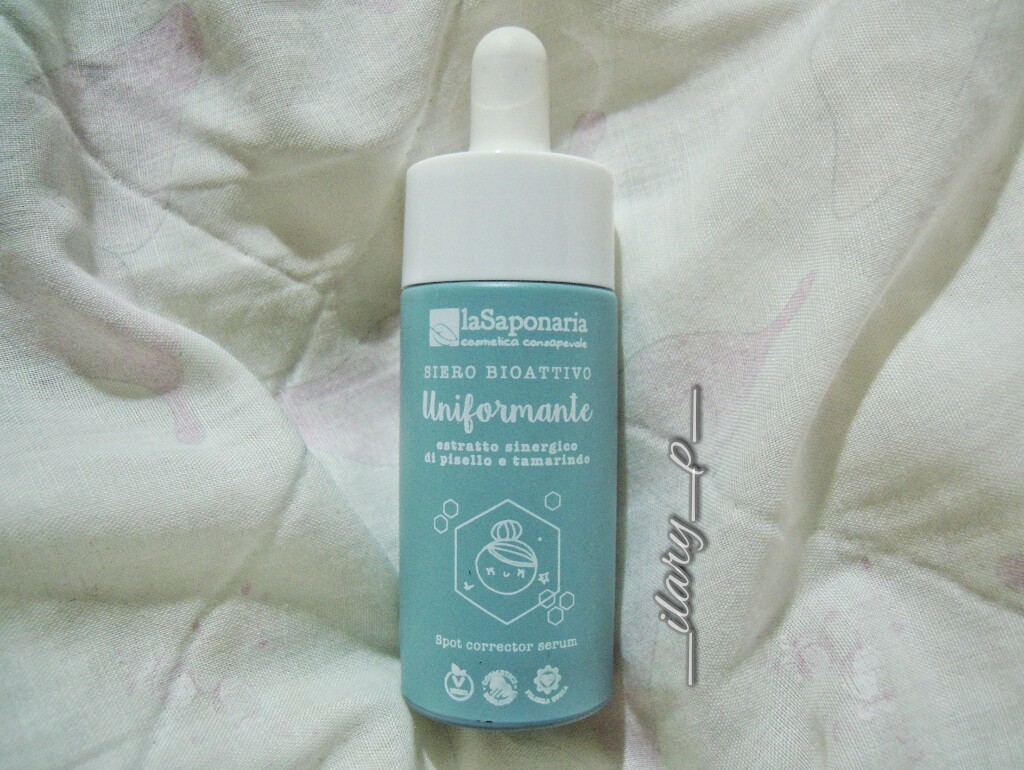 laSaponaria
cosmetica consapevole
SIERO BIOATTIVO
Uniformante
estratto sinergico
di pisello e tamarindo
Spot corrector serum
__ilary__p__